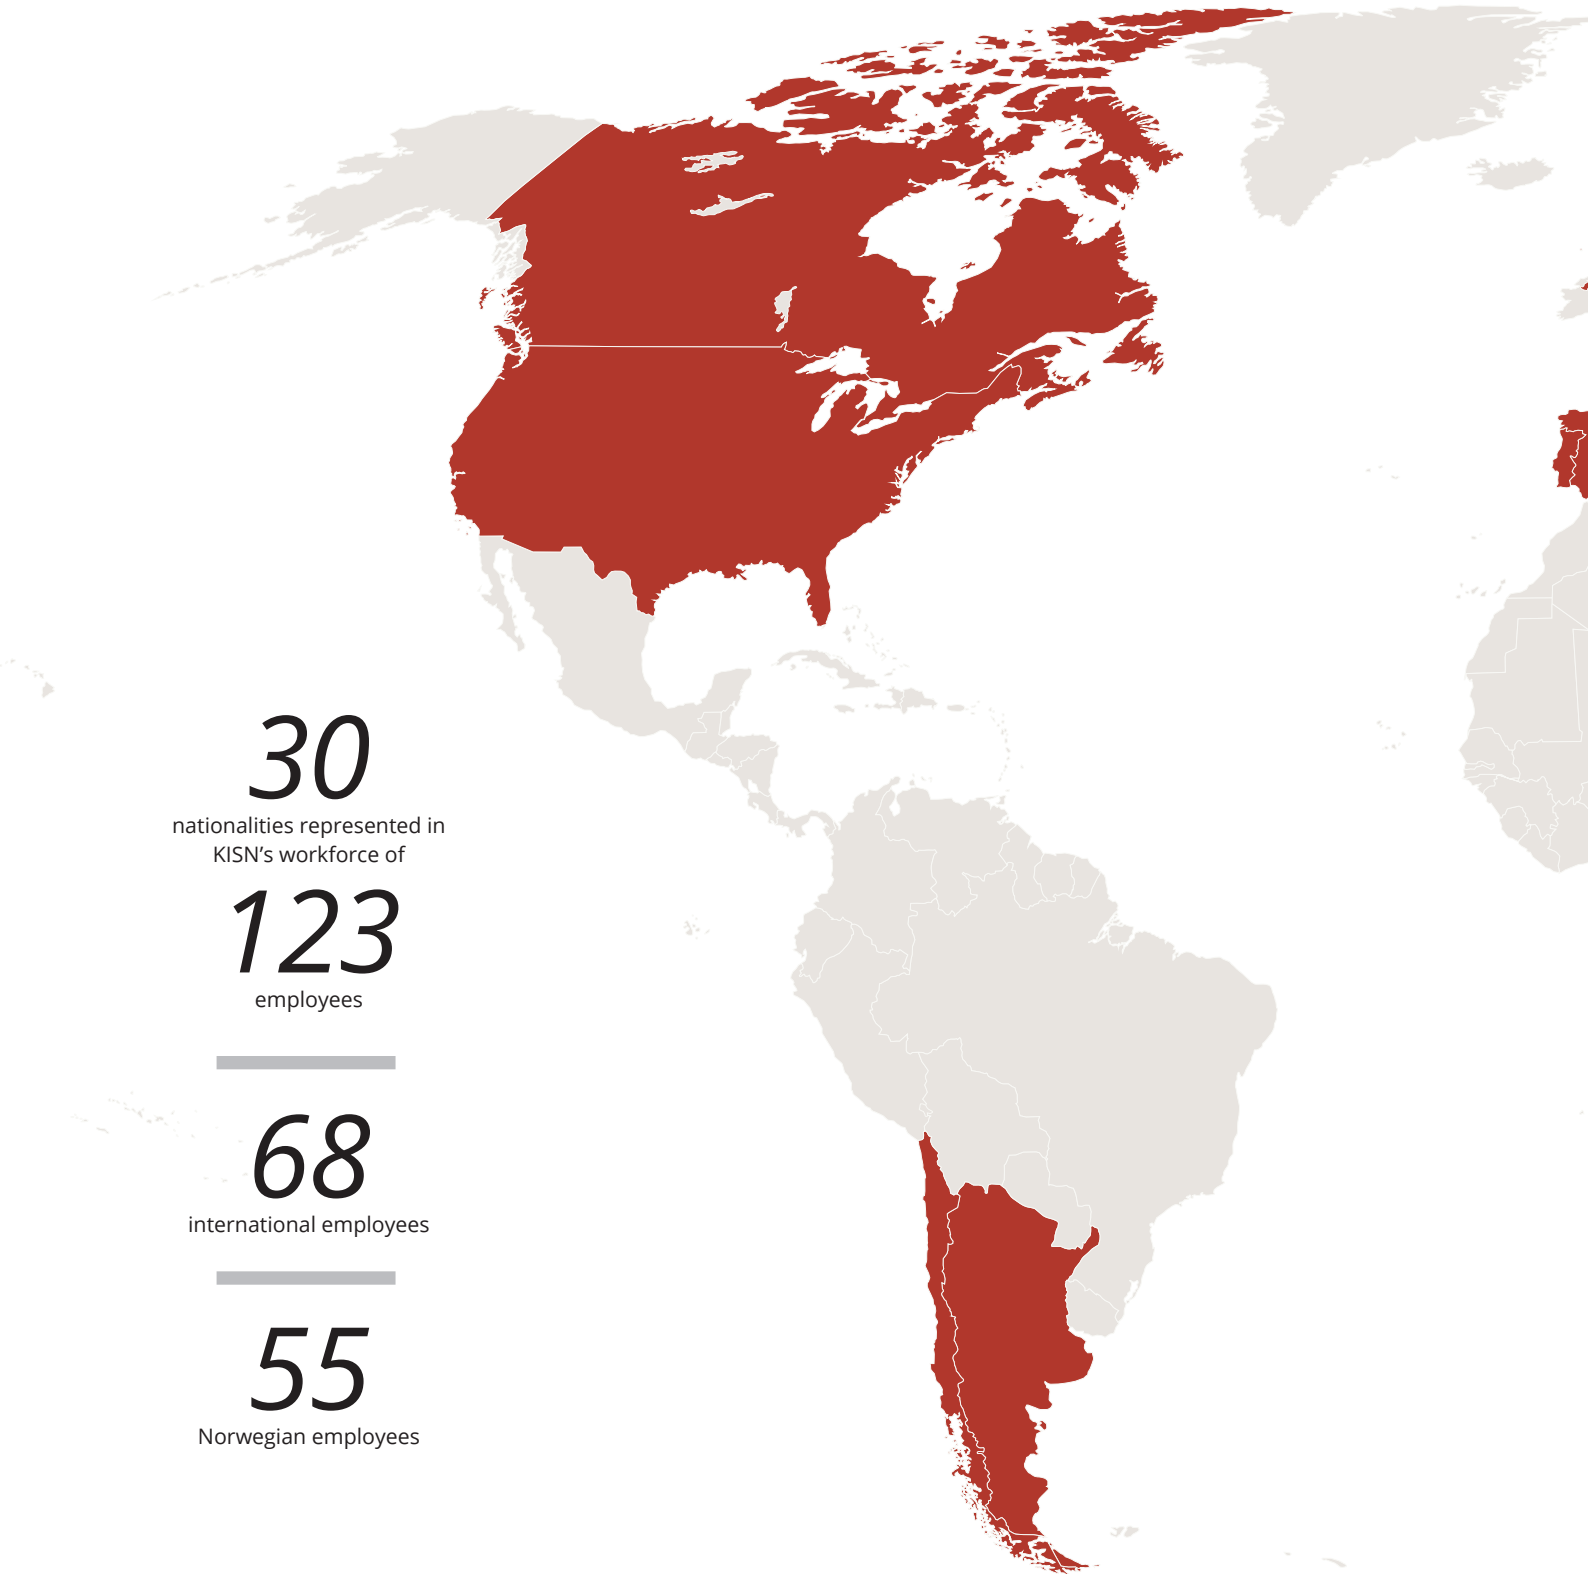 30
nationalities represented in
KISN’s workforce of
123
employees
68
international employees
55
Norwegian employees